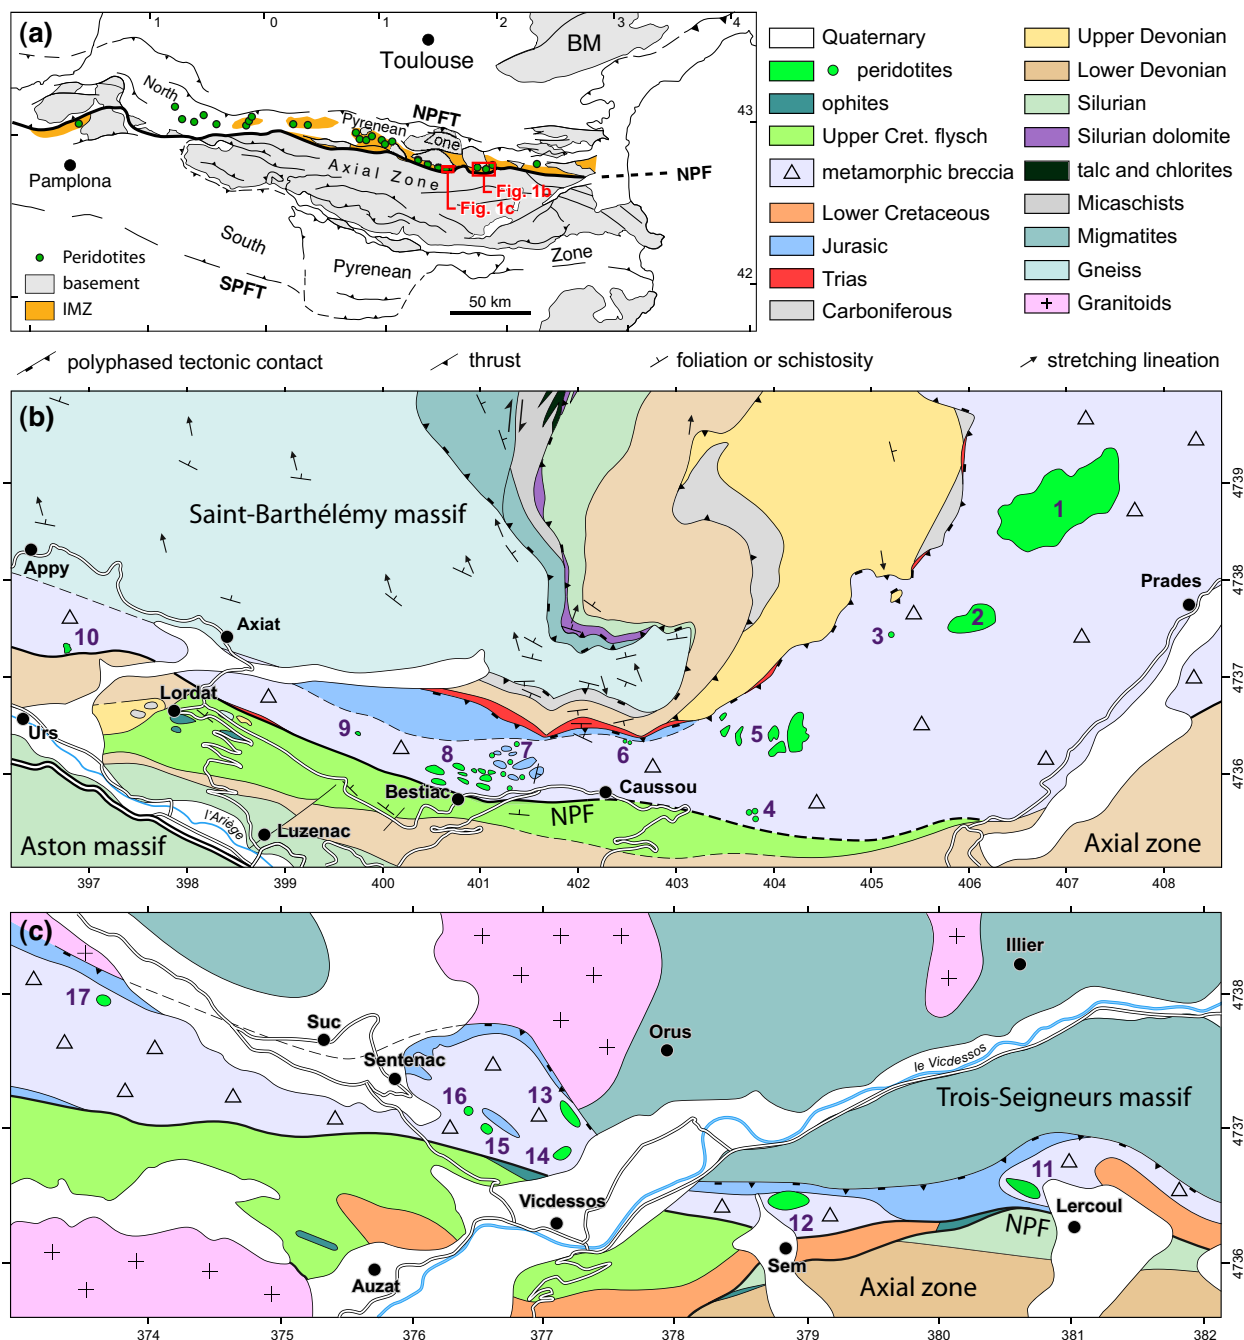 (a)
1
0
1
2
3
4
BM
Toulouse
North
NPFT
43
Pyrenean
Zone
Axial Zone
NPF
Pamplona
Fig. 1b
Fig. 1c
South
Zone
Pyrenean
SPFT
42
Peridotites
basement
IMZ
50 km
Quaternary
peridotites
ophites
Upper Cret. flysch
metamorphic breccia
Lower Cretaceous
Jurasic
Trias
Carboniferous
Upper Devonian
Lower Devonian
Silurian
Silurian dolomite
talc and chlorites
Micaschists
Migmatites
Gneiss
Granitoids
polyphased tectonic contact
thrust
foliation or schistosity
stretching lineation
(b)
4739
1
Saint-Barthélémy massif
Appy
4738
Prades
2
3
Axiat
10
4737
Lordat
Urs
9
8
7
6
5
4736
Bestiac
Caussou
NPF
4
l'Ariège
Luzenac
Aston massif
Axial zone
397
398
399
400
401
402
403
404
405
406
407
408
(c)
Illier
4738
17
Suc
Orus
Sentenac
le Vicdessos
16
13
Trois-Seigneurs massif
4737
15
14
11
Vicdessos
Lercoul
12
NPF
Sem
4736
Auzat
Axial zone
374
375
376
377
378
379
380
381
382